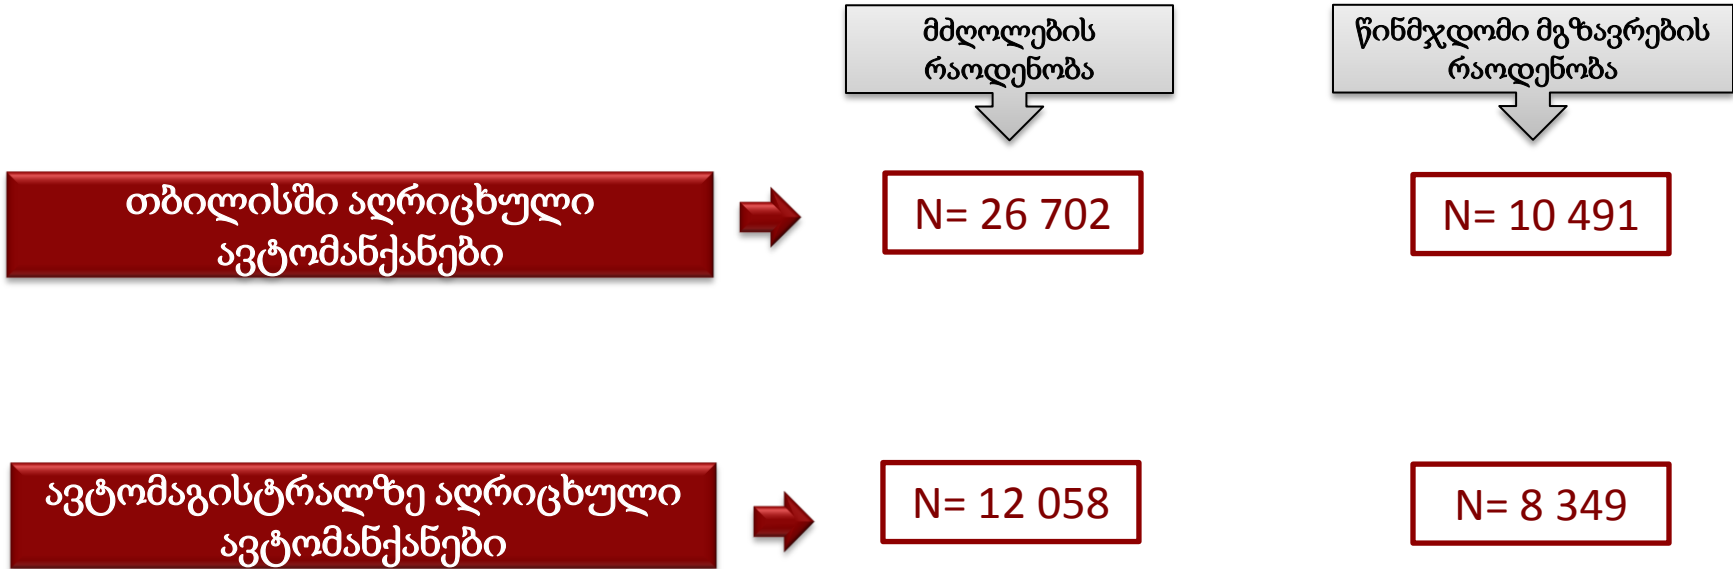 მძღოლების
რაოდენობა
წინმჯდომი მგზავრების
რაოდენობა
თბილისში აღრიცხული
ავტომანქანები
N= 26 702
N= 10 491
ავტომაგისტრალზე აღრიცხული
ავტომანქანები
N= 12 058
N= 8 349